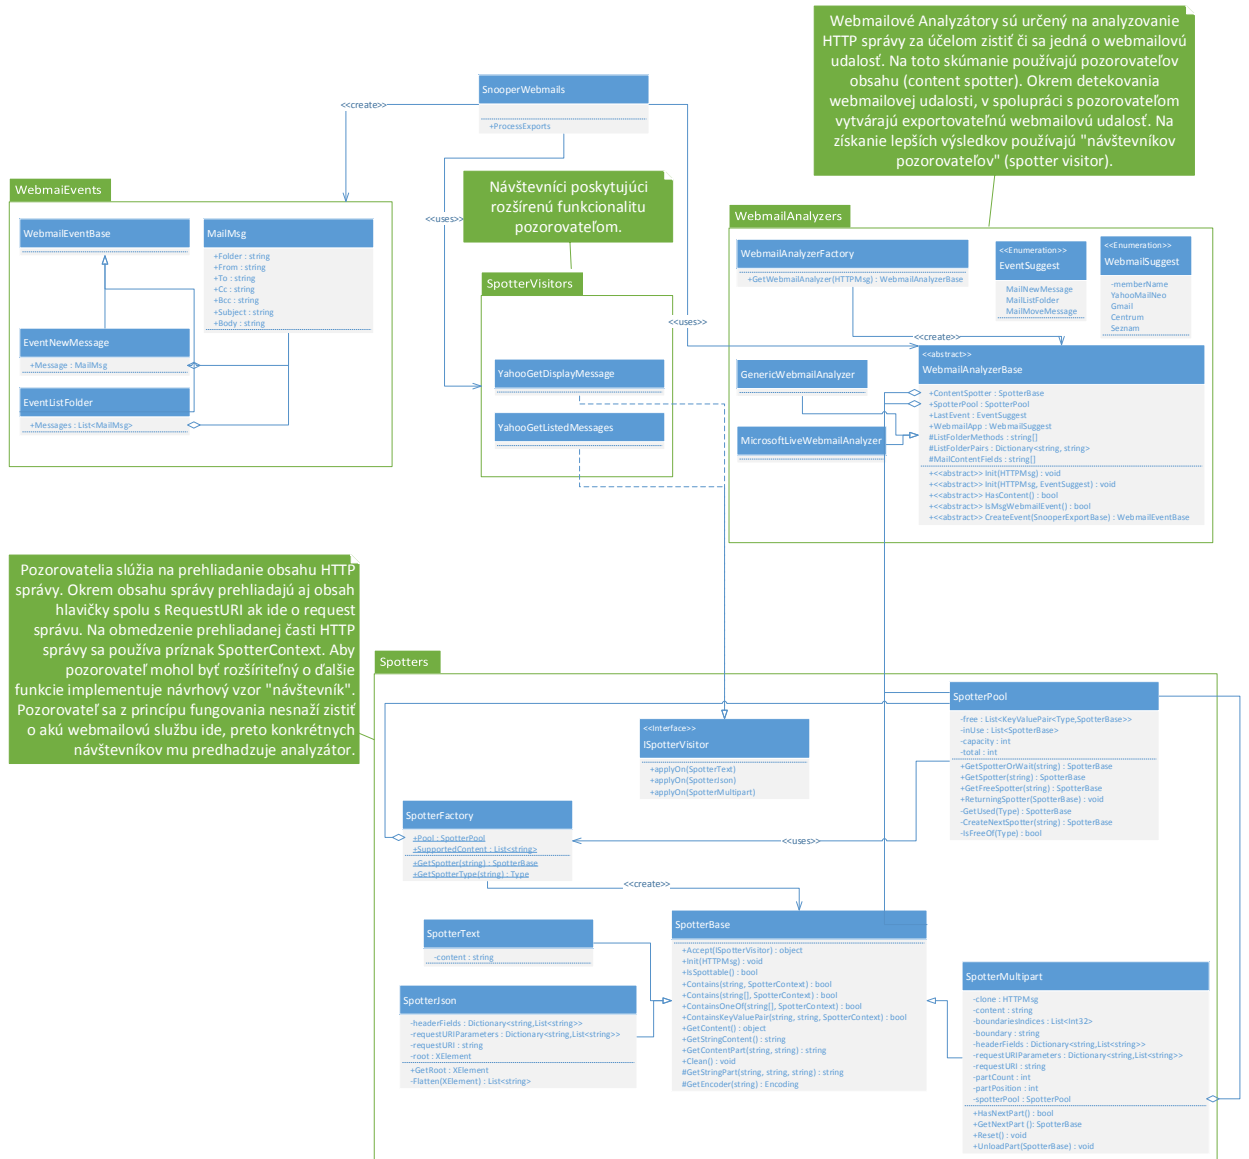 Webmailové Analyzátory sú určený na analyzovanie
HTTP správy za účelom zistiť či sa jedná o webmailovú
udalosť. Na toto skúmanie používajú pozorovateľov
obsahu (content spotter). Okrem detekovania
webmailovej udalosti, v spolupráci s pozorovateľom
vytvárajú exportovateľnú webmailovú udalosť. Na
získanie lepších výsledkov používajú "návštevníkov
pozorovateľov" (spotter visitor).
SnooperWebmails
+ProcessExports
<<create>>
<<uses>>
<<uses>>
WebmaiEvents
WebmailEventBase
MailMsg
+Folder : string
+From : string
+To : string
+Cc : string
+Bcc : string
+Subject : string
+Body : string
EventNewMessage
+Message : MailMsg
EventListFolder
+Messages : List<MailMsg>
Návštevníci poskytujúci
rozšírenú funkcionalitu
pozorovateľom.
SpotterVisitors
YahooGetDisplayMessage
YahooGetListedMessages
WebmailAnalyzers
WebmailAnalyzerFactory
+GetWebmailAnalyzer(HTTPMsg) : WebmailAnalyzerBase
<<Enumeration>>
EventSuggest
MailNewMessage
MailListFolder
MailMoveMessage
<<Enumeration>>
WebmailSuggest
-memberName
YahooMailNeo
Gmail
Centrum
Seznam
<<create>>
GenericWebmailAnalyzer
MicrosoftLiveWebmailAnalyzer
<<abstract>>
WebmailAnalyzerBase
+ContentSpotter : SpotterBase
+SpotterPool : SpotterPool
+LastEvent : EventSuggest
+WebmailApp : WebmailSuggest
#ListFolderMethods : string[]
#ListFolderPairs : Dictionary<string, string>
#MailContentFields : string[]
+<<abstract>> Init(HTTPMsg) : void
+<<abstract>> Init(HTTPMsg, EventSuggest) : void
+<<abstract>> HasContent() : bool
+<<abstract>> IsMsgWebmailEvent() : bool
+<<abstract>> CreateEvent(SnooperExportBase) : WebmailEventBase
Pozorovatelia slúžia na prehliadanie obsahu HTTP
správy. Okrem obsahu správy prehliadajú aj obsah
hlavičky spolu s RequestURI ak ide o request
správu. Na obmedzenie prehliadanej časti HTTP
správy sa používa príznak SpotterContext. Aby
pozorovateľ mohol byť rozšíriteľný o ďalšie
funkcie implementuje návrhový vzor "návštevník".
Pozorovateľ sa z princípu fungovania nesnaží zistiť
o akú webmailovú službu ide, preto konkrétnych
návštevníkov mu predhadzuje analyzátor.
Spotters
<<Interface>>
ISpotterVisitor
+applyOn(SpotterText)
+applyOn(SpotterJson)
+applyOn(SpotterMultipart)
SpotterPool
-free : List<KeyValuePair<Type,SpotterBase>>
-inUse : List<SpotterBase>
-capacity : int
-total : int
+GetSpotterOrWait(string) : SpotterBase
+GetSpotter(string) : SpotterBase
+GetFreeSpotter(string) : SpotterBase
+ReturningSpotter(SpotterBase) : void
-GetUsed(Type) : SpotterBase
-CreateNextSpotter(string) : SpotterBase
-IsFreeOf(Type) : bool
SpotterFactory
+Pool : SpotterPool
+SupportedContent : List<string>
+GetSpotter(string) : SpotterBase
+GetSpotterType(string) : Type
<<uses>>
<<create>>
SpotterText
-content : string
SpotterJson
-headerFields : Dictionary<string,List<string>>
-requestURIParameters : Dictionary<string,List<string>>
-requestURI : string
-root : XElement
+GetRoot : XElement
-Flatten(XElement) : List<string>
SpotterBase
+Accept(ISpotterVisitor) : object
+Init(HTTPMsg) : void
+IsSpottable() : bool
+Contains(string, SpotterContext) : bool
+Contains(string[], SpotterContext) : bool
+ContainsOneOf(string[], SpotterContext) : bool
+ContainsKeyValuePair(string, string, SpotterContext) : bool
+GetContent() : object
+GetStringContent() : string
+GetContentPart(string, string) : string
+Clean() : void
#GetStringPart(string, string, string) : string
#GetEncoder(string) : Encoding
SpotterMultipart
-clone : HTTPMsg
-content : string
-boundariesIndices : List<Int32>
-boundary : string
-headerFields : Dictionary<string,List<string>>
-requestURIParameters : Dictionary<string,List<string>>
-requestURI : string
-partCount : int
-partPosition : int
-spotterPool : SpotterPool
+HasNextPart() : bool
+GetNextPart (): SpotterBase
+Reset() : void
+UnloadPart(SpotterBase) : void